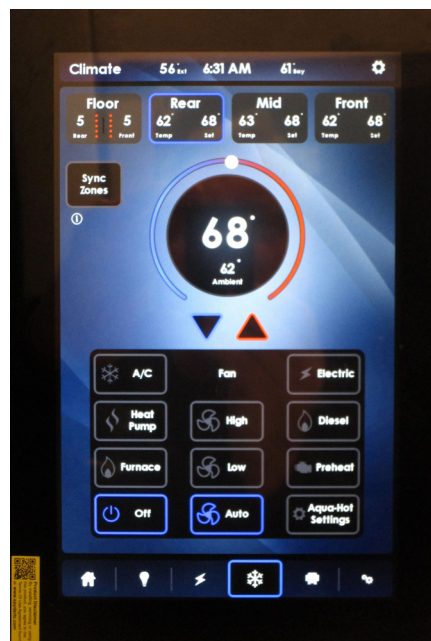 Climate 56° Ext 6:31 AM 61° Bay
Floor Rear Mid Front
5 5 62° 68° 63° 68° 62° 68°
Rear Front Temp Set Temp Set Temp Set
Sync
Zones
68°
62°
Ambient
A/C Fan Electric
Heat
Pump High Diesel
Furnace Low Preheat
Off Auto Aqua-Hot
Settings
Product Disclaimer